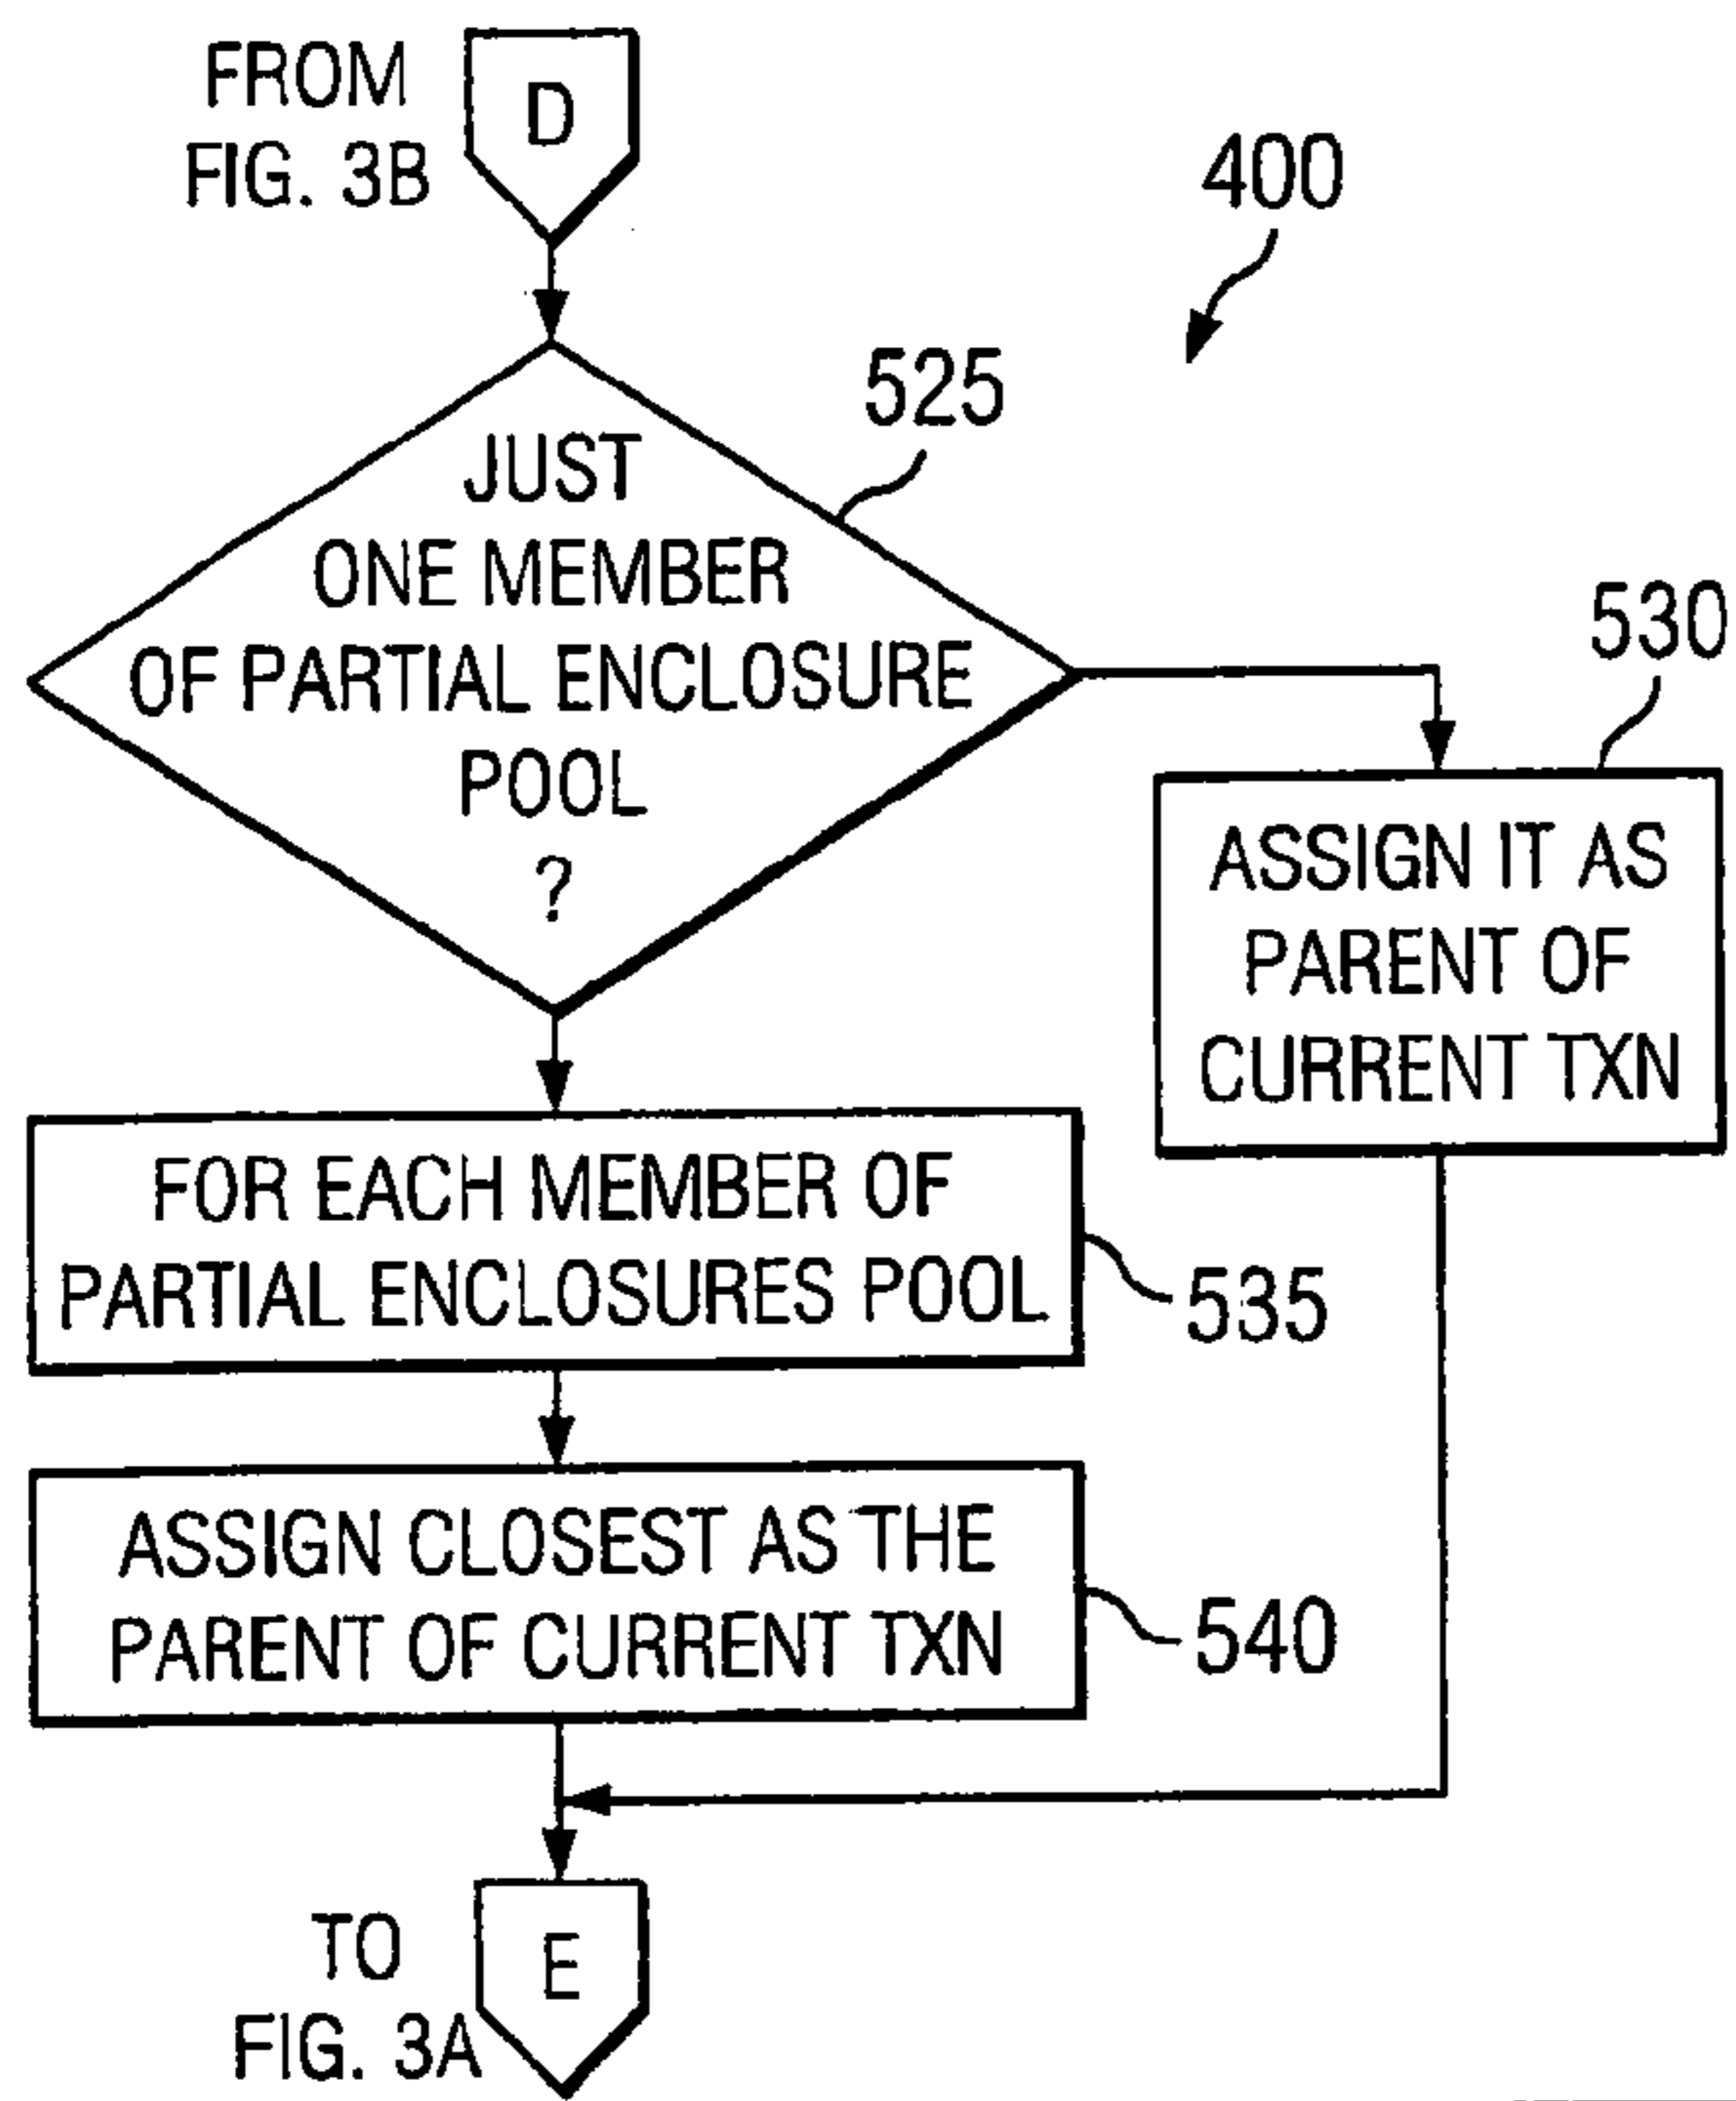 FROM
FIG. 3B
D
400
525
JUST
ONE MEMBER
OF PARTIAL ENCLOSURE
POOL
?
530
ASSIGN IT AS
PARENT OF
CURRENT TXN
FOR EACH MEMBER OF
PARTIAL ENCLOSURES POOL
535
ASSIGN CLOSEST AS THE
PARENT OF CURRENT TXN
540
TO
FIG. 3A
E